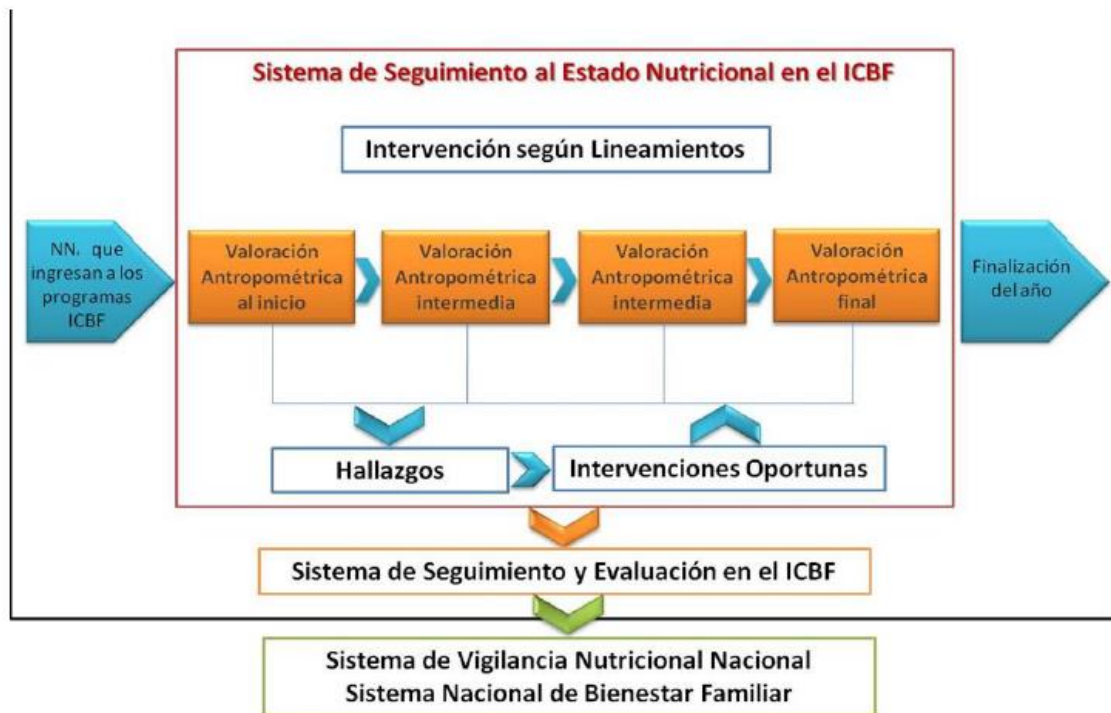 Sistema de Seguimiento al Estado Nutricional en el ICBF
Intervención según Lineamientos
NN. que
ingresan a los
programas
ICBF
Valoración
Antropométrica
al inicio
Valoración
Antropométrica
intermedia
Valoración
Antropométrica
intermedia
Valoración
Antropométrica
final
Finalización
del año
Hallazgos
Intervenciones Oportunas
Sistema de Seguimiento y Evaluación en el ICBF
Sistema de Vigilancia Nutricional Nacional
Sistema Nacional de Bienestar Familiar